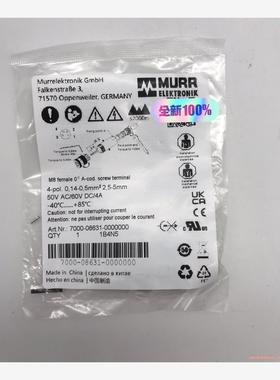 Murrelektronik GmbH
Falkenstraße 3,
71570 Oppenweiler, GERMANY
MURR
ELEKTRONIK
全新100%
M8 female 0° A-cod. screw terminal
4-pol. 0,14-0,5mm² 2,5-5mm
50V AC/60V DC/4A
-40°C.....+85°C
Caution: not for interrupting current
Attention: ne pas utiliser pour couper le courant
Art.Nr.: 7000-08631-0000000
QTY 1 1B4N5
7000-08631-0000000
Made in China | сделано в китае
Hecho en china | 中国制造
UK
CA